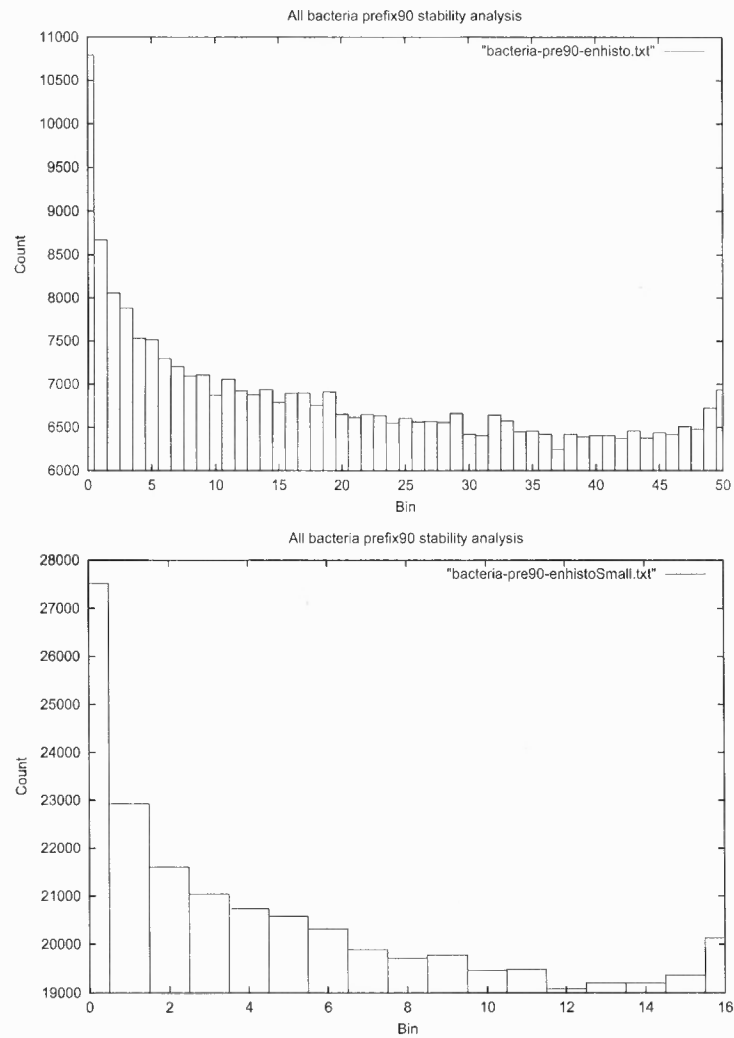 All bacteria prefix90 stability analysis
11000
"bacteria-pre90-enhisto.txt"
10500
10000
9500
9000
8500
8000
7500
7000
6500
6000
Count
0 5 10 15 20 25 30 35 40 45 50
Bin
All bacteria prefix90 stability analysis
28000
"bacteria-pre90-enhistoSmall.txt"
27000
26000
25000
24000
23000
22000
21000
20000
19000
Count
0 2 4 6 8 10 12 14 16
Bin